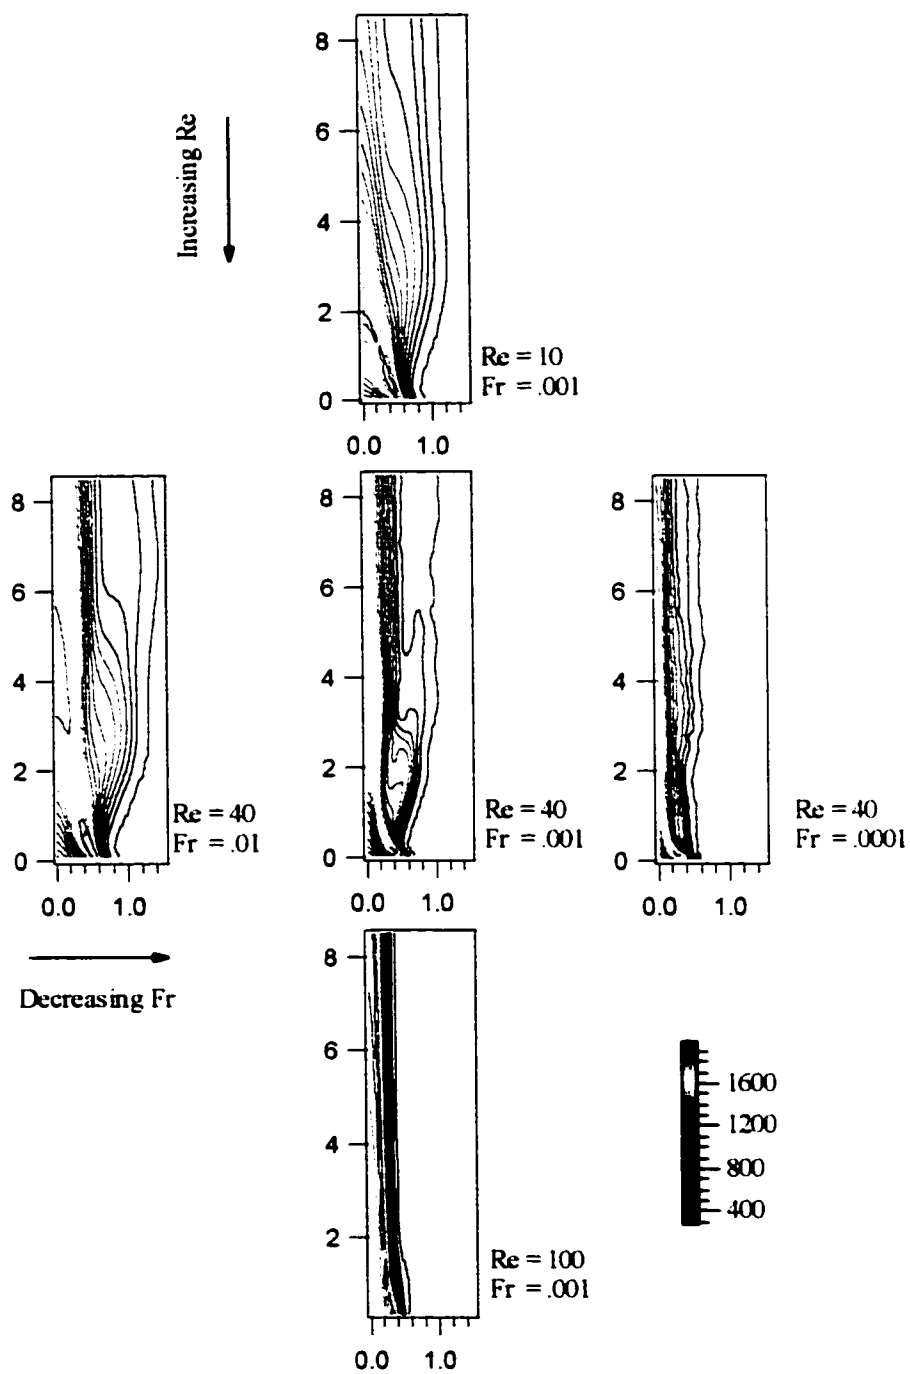 8
6
4
2
0
0.0 1.0
Increasing Re
Re = 10
Fr = .001
8
6
4
2
0
0.0 1.0
Re = 40
Fr = .01
8
6
4
2
0
0.0 1.0
Re = 40
Fr = .001
8
6
4
2
0
0.0 1.0
Re = 40
Fr = .0001
Decreasing Fr
8
6
4
2
0.0 1.0
Re = 100
Fr = .001
1600
1200
800
400